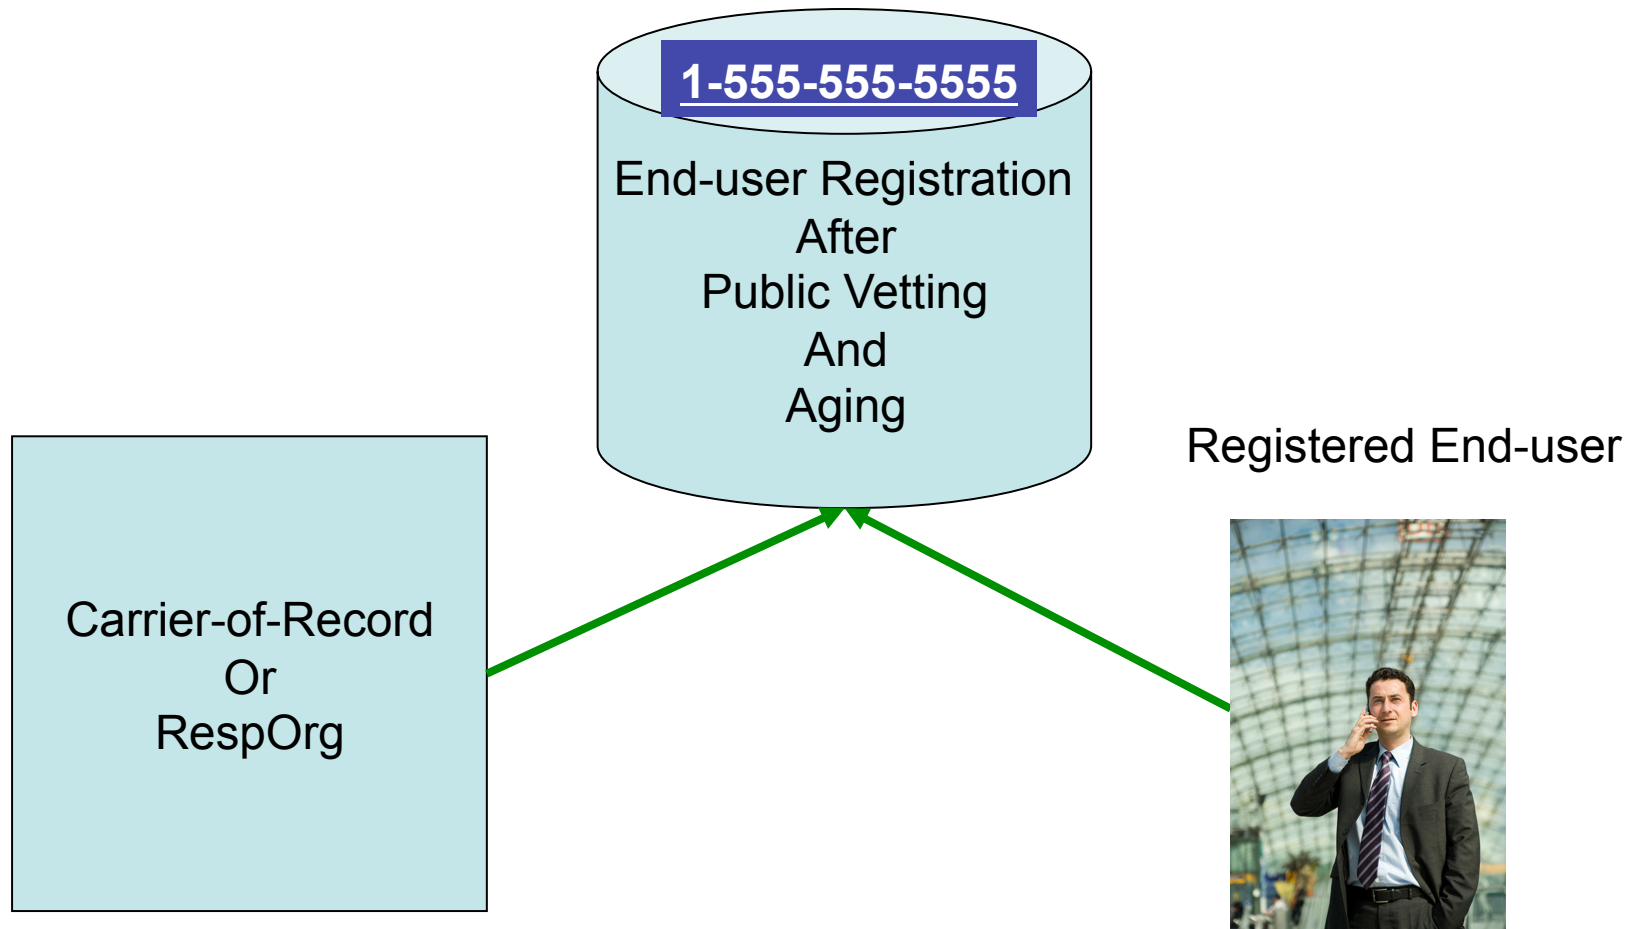 1-555-555-5555
End-user Registration
After
Public Vetting
And
Aging
Registered End-user
Carrier-of-Record
Or
RespOrg